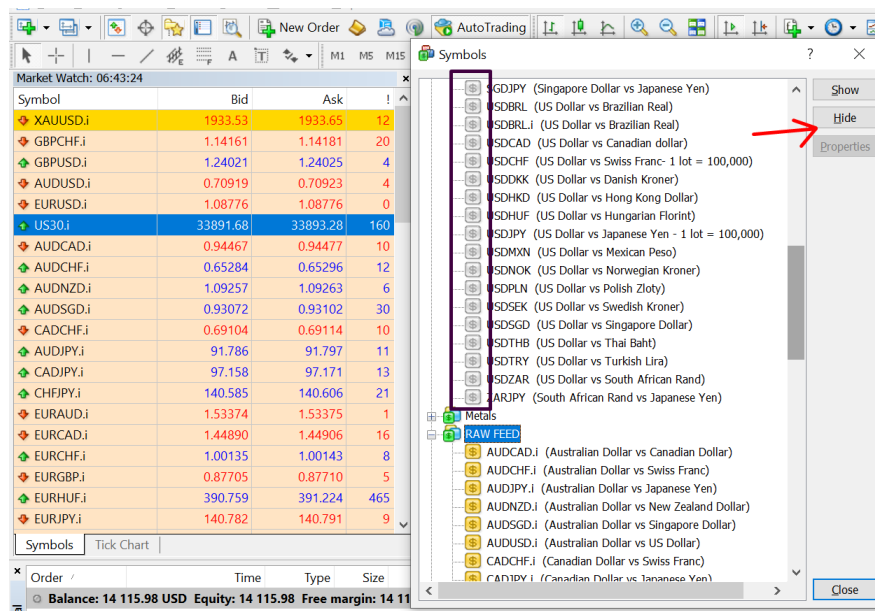 New Order
AutoTrading
A
T
M1 M5 M15
Market Watch: 06:43:24
Symbol Bid Ask !
XAUUSD.i 1933.53 1933.65 12
GBPCHF.i 1.14161 1.14181 20
GBPUSD.i 1.24021 1.24025 4
AUDUSD.i 0.70919 0.70923 4
EURUSD.i 1.08776 1.08776 0
US30.i 33891.68 33893.28 160
AUDCAD.i 0.94467 0.94477 10
AUDCHF.i 0.65284 0.65296 12
AUDNZD.i 1.09257 1.09263 6
AUDSGD.i 0.93072 0.93102 30
CADCHF.i 0.69104 0.69114 10
AUDJPY.i 91.786 91.797 11
CADJPY.i 97.158 97.171 13
CHFJPY.i 140.585 140.606 21
EURAUD.i 1.53374 1.53375 1
EURCAD.i 1.44890 1.44906 16
EURCHF.i 1.00135 1.00143 8
EURGBP.i 0.87705 0.87710 5
EURHUF.i 390.759 391.224 465
EURJPY.i 140.782 140.791 9
Symbols Tick Chart
Order / Time Type Size
Balance: 14 115.98 USD Equity: 14 115.98 Free margin: 14 11
Symbols ?
SGDJPY (Singapore Dollar vs Japanese Yen)
USDBRL (US Dollar vs Brazilian Real)
USDBRL.i (US Dollar vs Brazilian Real)
USDCAD (US Dollar vs Canadian dollar)
USDCHF (US Dollar vs Swiss Franc- 1 lot = 100,000)
USDDKK (US Dollar vs Danish Kroner)
USDHKD (US Dollar vs Hong Kong Dollar)
USDHUF (US Dollar vs Hungarian Florint)
USDJPY (US Dollar vs Japanese Yen - 1 lot = 100,000)
USDMXN (US Dollar vs Mexican Peso)
USDNOK (US Dollar vs Norwegian Kroner)
USDPLN (US Dollar vs Polish Zloty)
USDSEK (US Dollar vs Swedish Kroner)
USDSGD (US Dollar vs Singapore Dollar)
USDTHB (US Dollar vs Thai Baht)
USDTRY (US Dollar vs Turkish Lira)
USDZAR (US Dollar vs South African Rand)
ZARJPY (South African Rand vs Japanese Yen)
Metals
RAW FEED
AUDCAD.i (Australian Dollar vs Canadian Dollar)
AUDCHF.i (Australian Dollar vs Swiss Franc)
AUDJPY.i (Australian Dollar vs Japanese Yen)
AUDNZD.i (Australian Dollar vs New Zealand Dollar)
AUDSGD.i (Australian Dollar vs Singapore Dollar)
AUDUSD.i (Australian Dollar vs US Dollar)
CADCHF.i (Canadian Dollar vs Swiss Franc)
CADJPY.i (Canadian Dollar vs Japanese Yen)
Show
Hide
Properties
Close